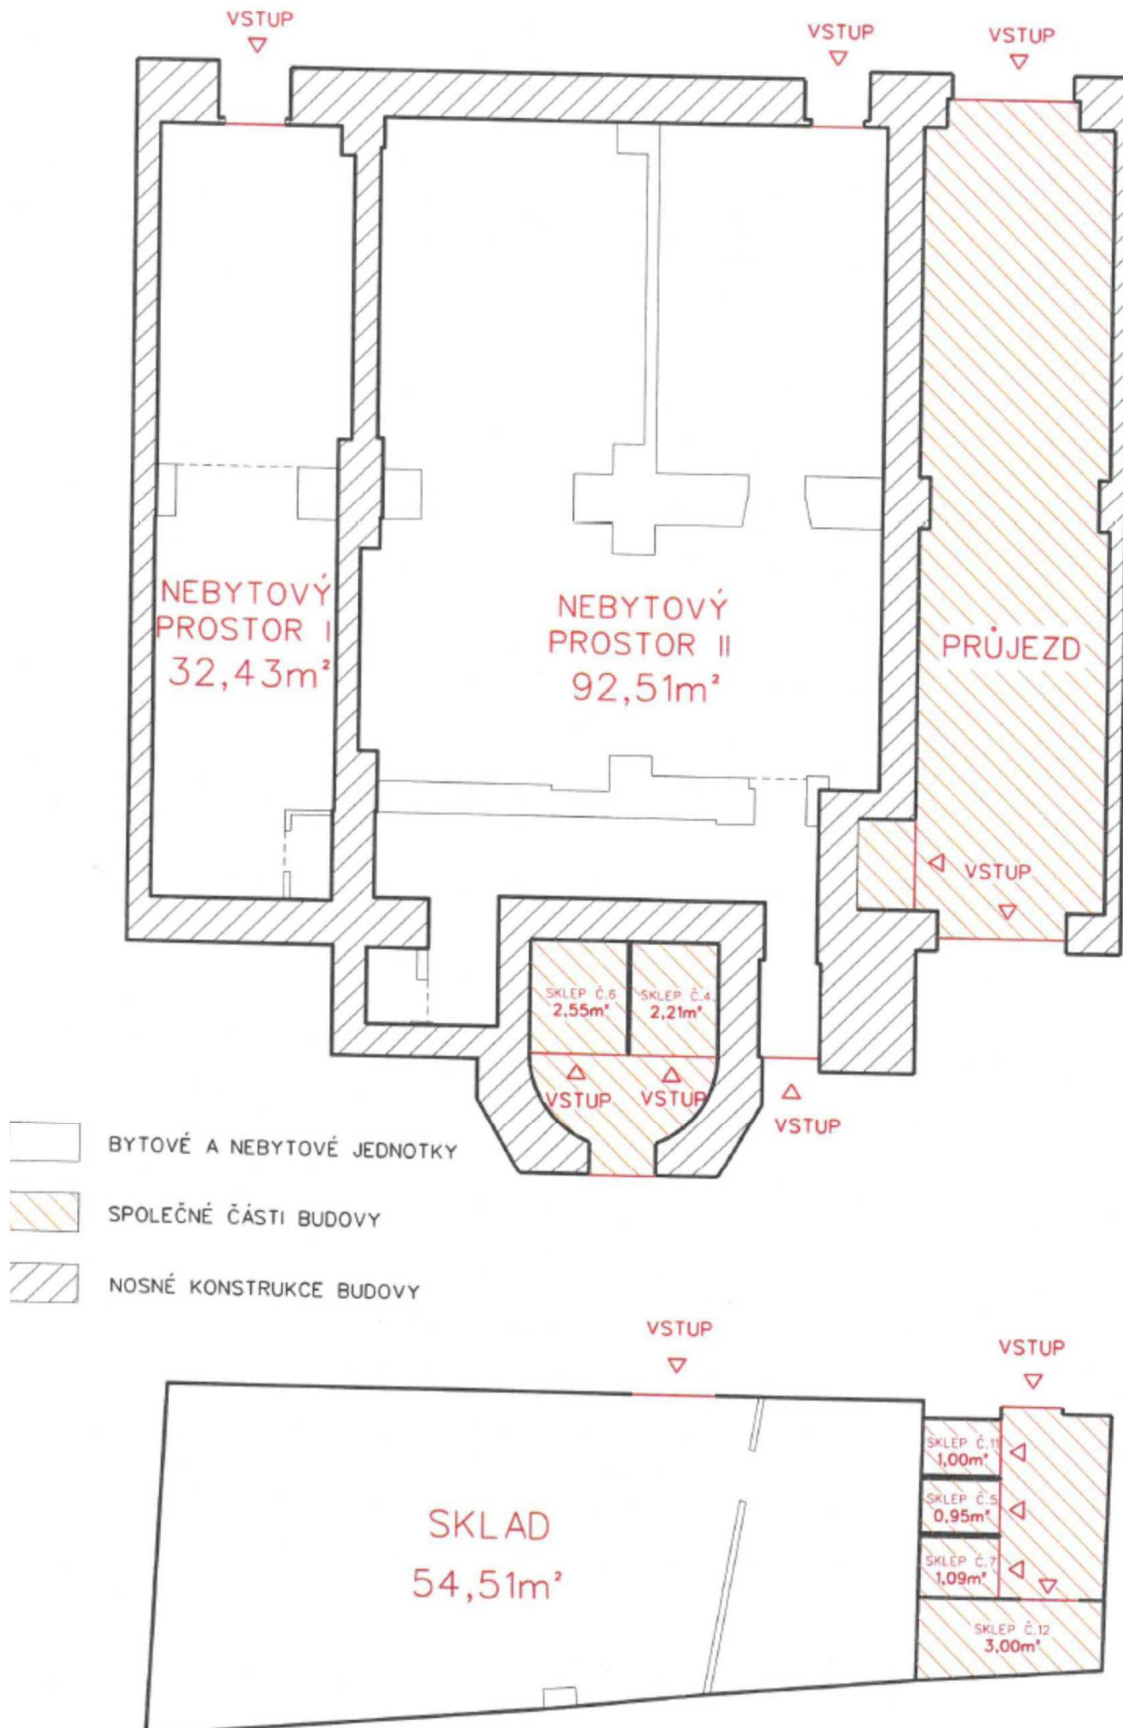 VSTUP
VSTUP
VSTUP
NEBYTOVÝ
PROSTOR I
32,43m²
NEBYTOVÝ
PROSTOR II
92,51m²
PRŮJEZD
VSTUP
SKLEP Č.6
2,55m²
SKLEP Č.4
2,21m²
VSTUP
VSTUP
VSTUP
BYTOVÉ A NEBYTOVÉ JEDNOTKY
SPOLEČNÉ ČÁSTI BUDOVY
NOSNÉ KONSTRUKCE BUDOVY
VSTUP
VSTUP
SKLEP Č.11
1,00m²
SKLEP Č.5
0,95m²
SKLEP Č.7
1,09m²
SKLEP Č.12
3,00m²
SKLAD
54,51m²